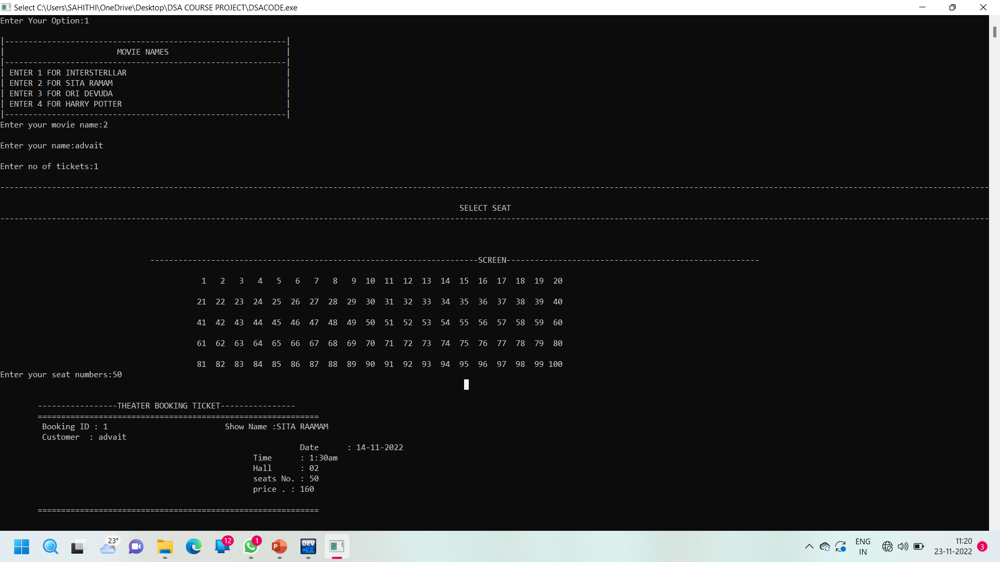 Select C:\Users\SAHITHI\OneDrive\Desktop\DSA COURSE PROJECT\DSACODE.exe
Enter Your Option:1
|------------------------------------------------------------|
| MOVIE NAMES |
|------------------------------------------------------------|
| ENTER 1 FOR INTERSTERLLAR |
| ENTER 2 FOR SITA RAMAM |
| ENTER 3 FOR ORI DEVUDA |
| ENTER 4 FOR HARRY POTTER |
|------------------------------------------------------------|
Enter your movie name:2
Enter your name:advait
Enter no of tickets:1
SELECT SEAT
----------------------------------------------------------------------SCREEN------------------------------------------------------
1 2 3 4 5 6 7 8 9 10 11 12 13 14 15 16 17 18 19 20
21 22 23 24 25 26 27 28 29 30 31 32 33 34 35 36 37 38 39 40
41 42 43 44 45 46 47 48 49 50 51 52 53 54 55 56 57 58 59 60
61 62 63 64 65 66 67 68 69 70 71 72 73 74 75 76 77 78 79 80
81 82 83 84 85 86 87 88 89 90 91 92 93 94 95 96 97 98 99 100
Enter your seat numbers:50
-----------------THEATER BOOKING TICKET----------------
============================================================
Booking ID : 1 Show Name :SITA RAAMAM
Customer : advait
Date : 14-11-2022
Time : 1:30am
Hall : 02
seats No. : 50
price . : 160
============================================================
23°
12
1
P
DEV C++
ENG
IN
11:20
23-11-2022
3